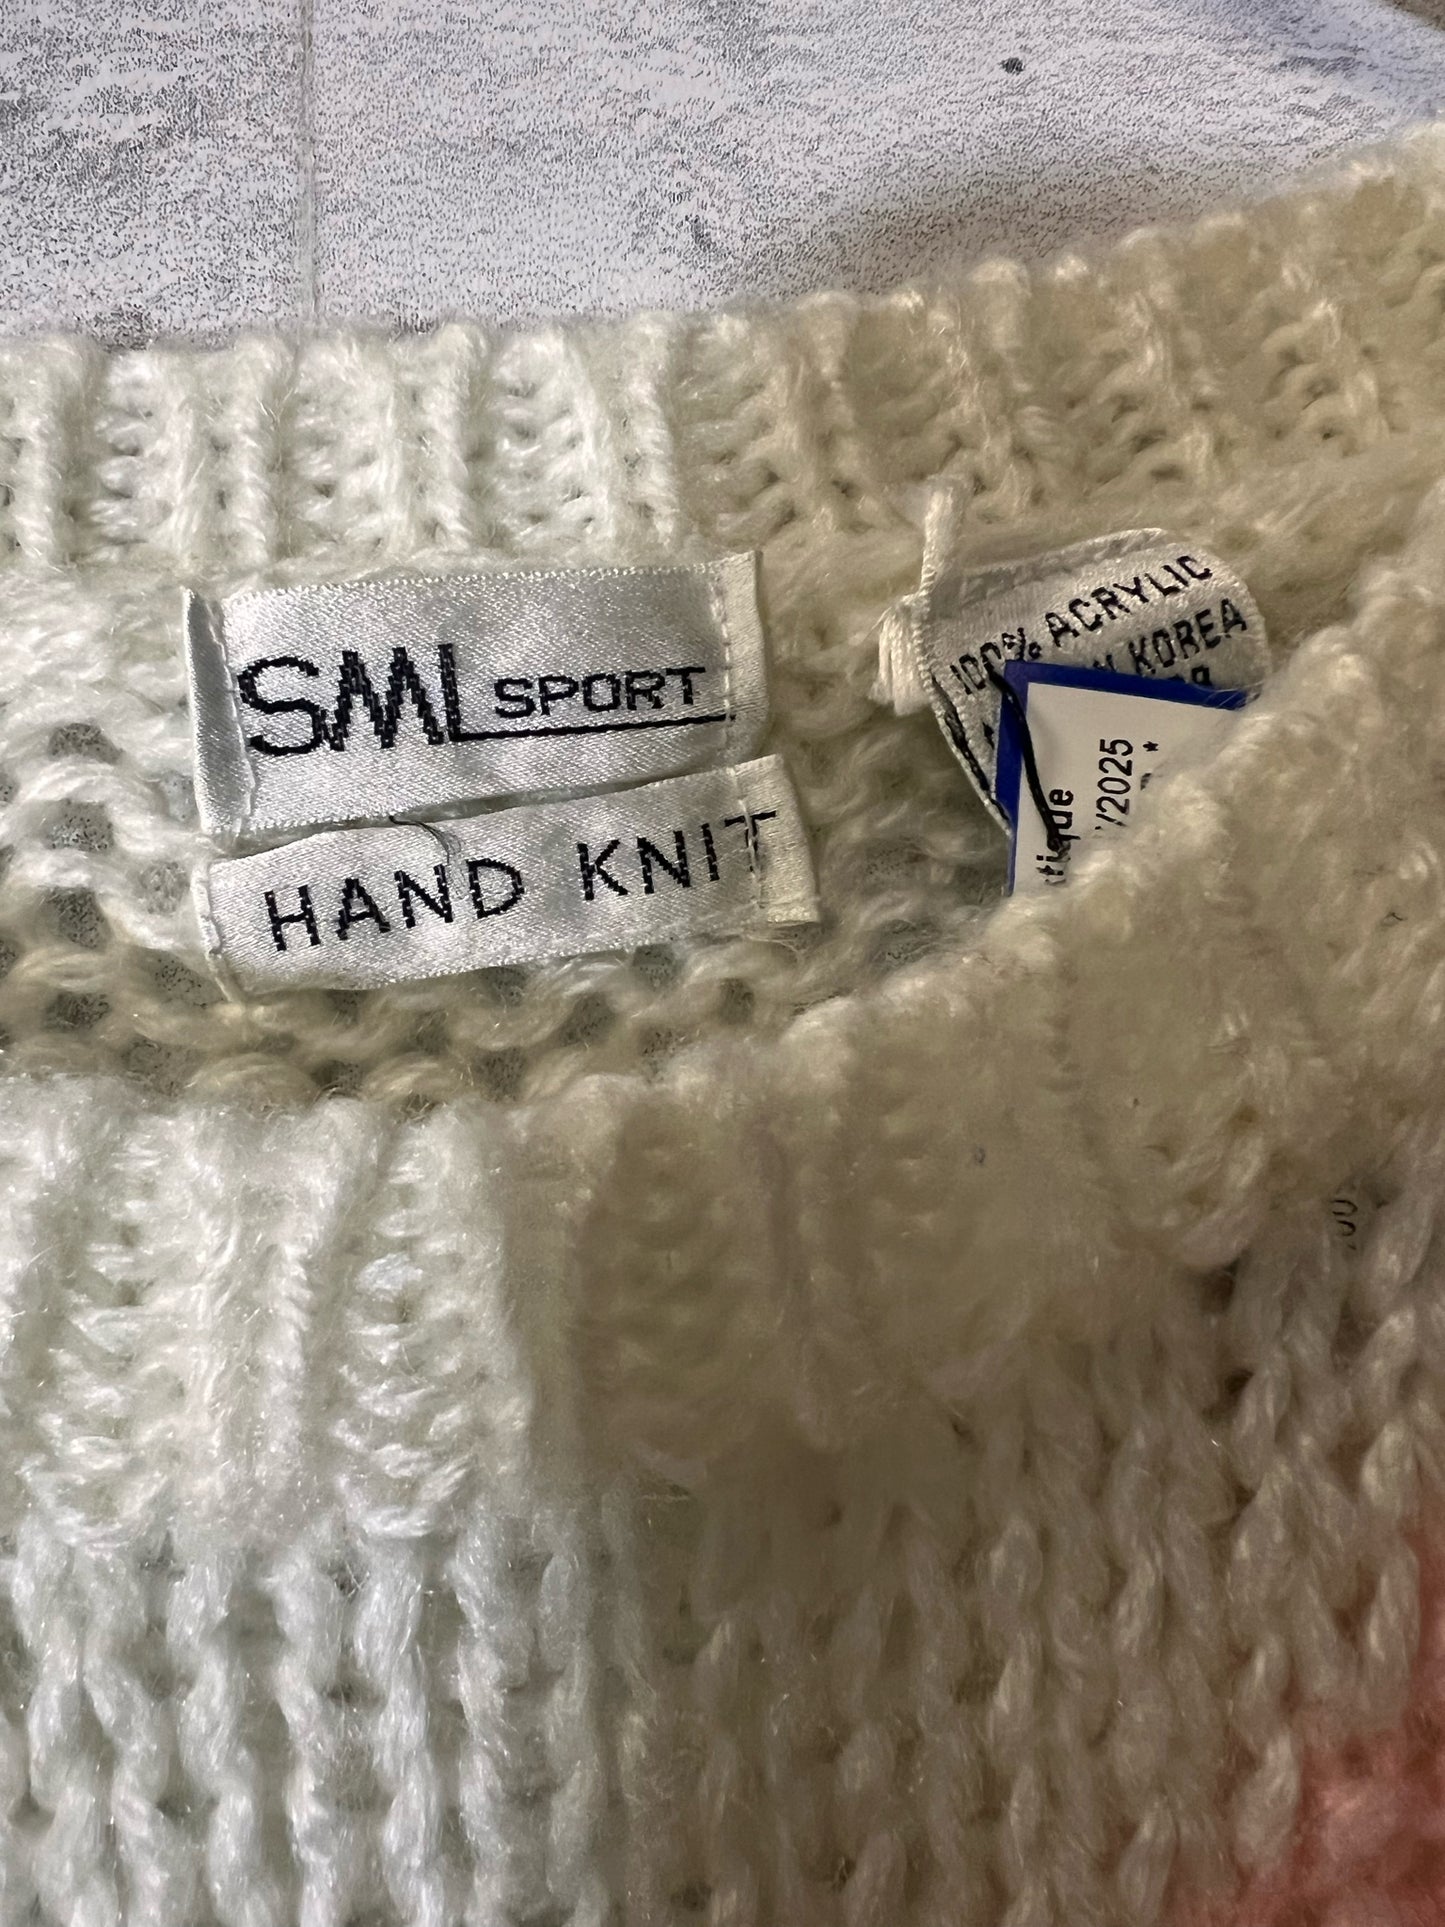 SML SPORT
HAND KNIT
100% ACRYLIC
KOREA
/2025
*